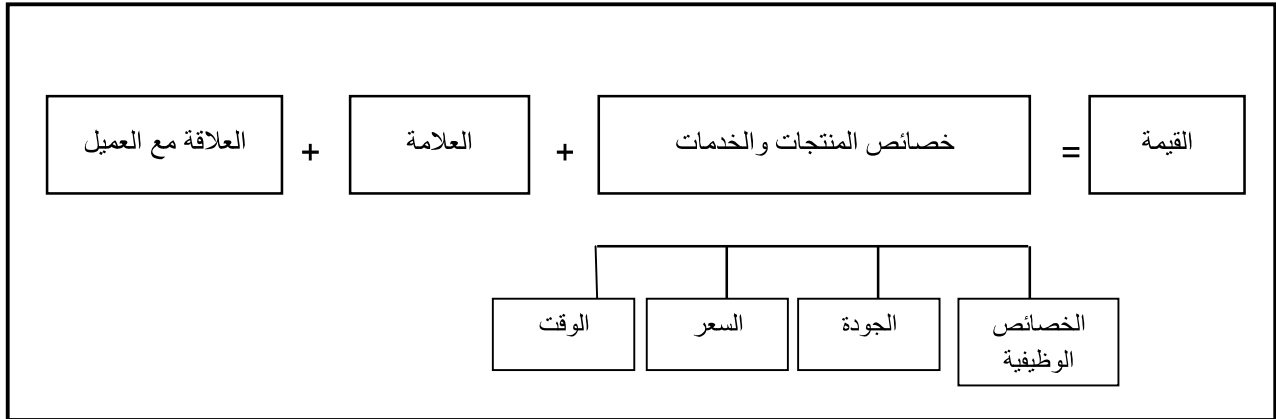 القيمة = خصائص المنتجات والخدمات + العلامة + العلاقة مع العميل
الخصائص الوظيفية
الجودة
السعر
الوقت